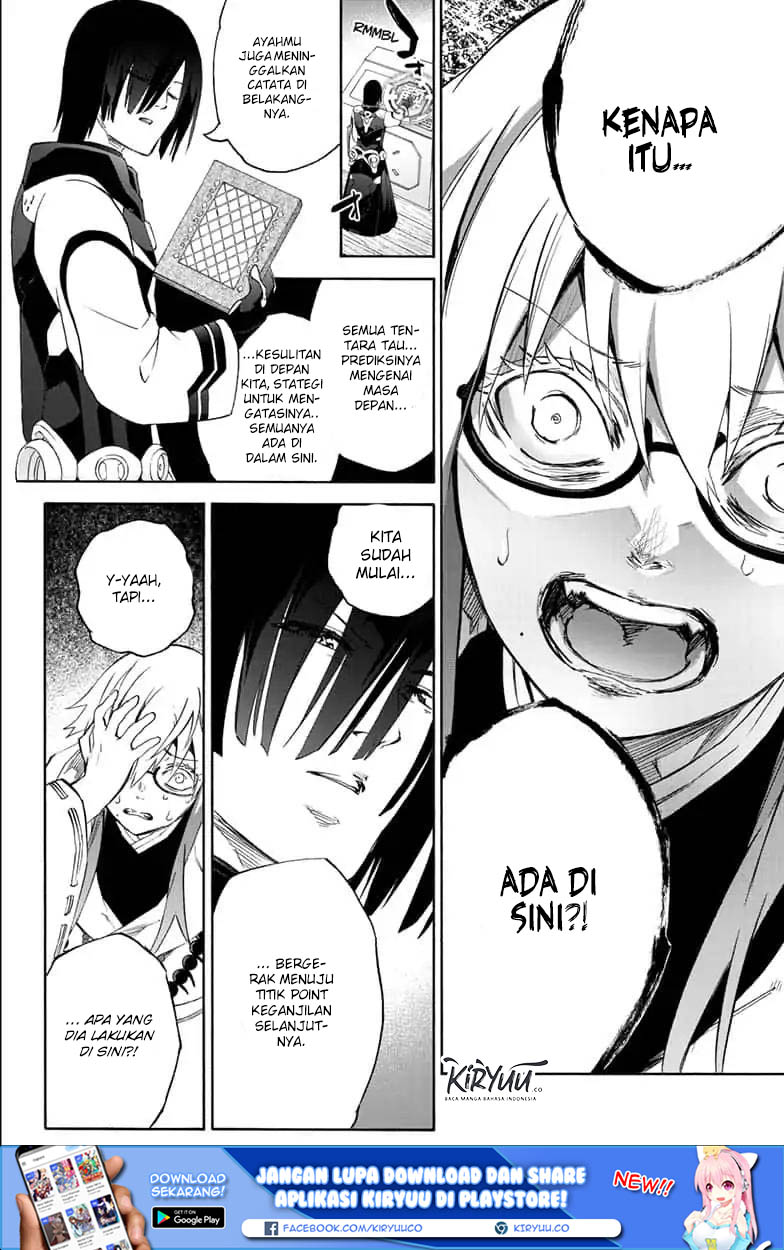 KENAPA
ITU...
ADA DI
SINI?!
RMMBL
AYAHMU
JUGA MENIN-
GGALKAN
CATATA DI
BELAKANG-
NYA.
SEMUA TEN-
TARA TAU...
PREDIKSINYA
MENGENAI
MASA
DEPAN...
...KESULITAN
DI DEPAN
KITA, STATEGI
UNTUK MEN-
GATASINYA..
SEMUANYA
ADA DI
DALAM SINI.
KITA
SUDAH
MULAI...
... BERGE-
RAK MENUJU
TITIK POINT
KEGANJILAN
SELANJUT-
NYA.
Y-YAAH,
TAPI...
... APA YANG
DIA LAKUKAN
DI SINI?!
KIRYUU.CO
BACA MANGA BAHASA INDONESIA
DOWNLOAD
SEKARANG!
GET IT ON
Google Play
JANGAN LUPA DOWNLOAD DAN SHARE
APLIKASI KIRYUU DI PLAYSTORE!
FACEBOOK.COM/KIRYUUCO
KIRYUU.CO
NEW!!